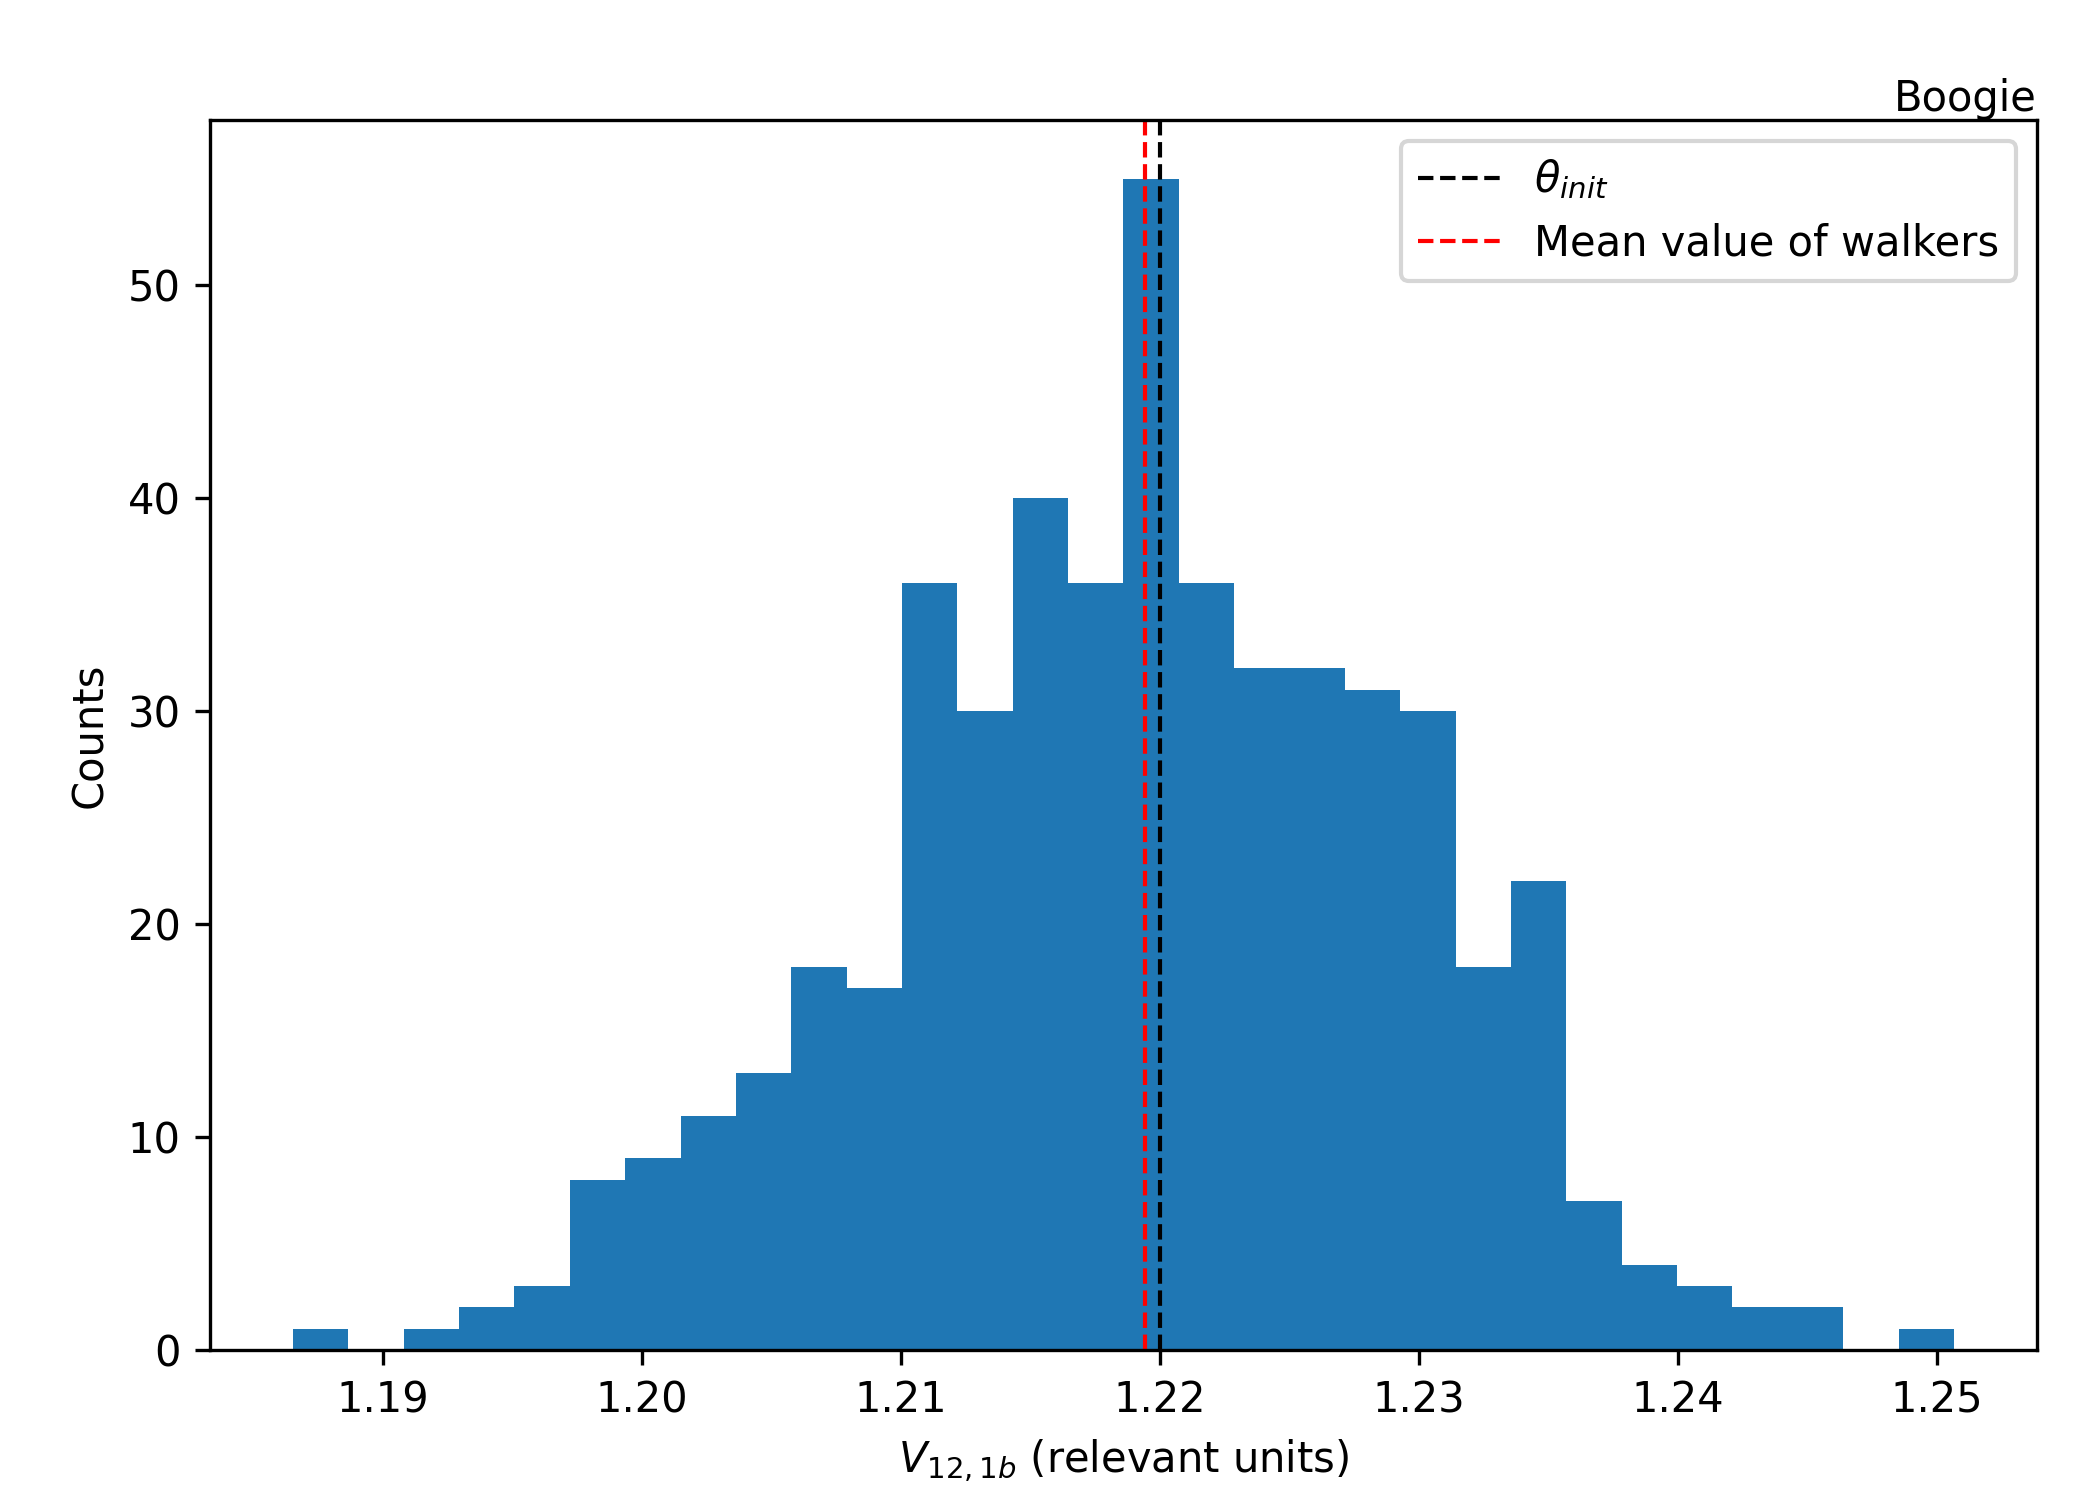 Boogie
θ_init
Mean value of walkers
50
40
30
20
10
0
Counts
1.19 1.20 1.21 1.22 1.23 1.24 1.25
V_12,1b (relevant units)